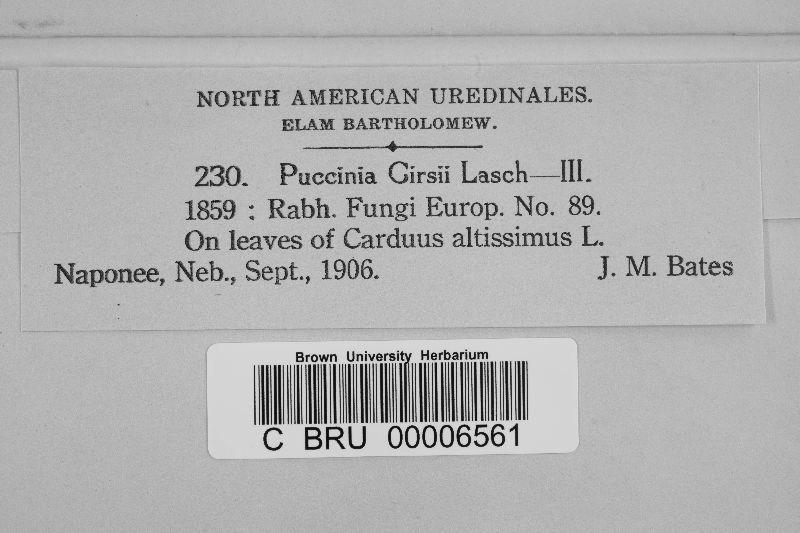 NORTH AMERICAN UREDINALES.
ELAM BARTHOLOMEW.
230. Puccinia Cirsii Lasch—III.
1859 : Rabh. Fungi Europ. No. 89.
On leaves of Carduus altissimus L.
Naponee, Neb., Sept., 1906. J. M. Bates
Brown University Herbarium
C BRU 00006561